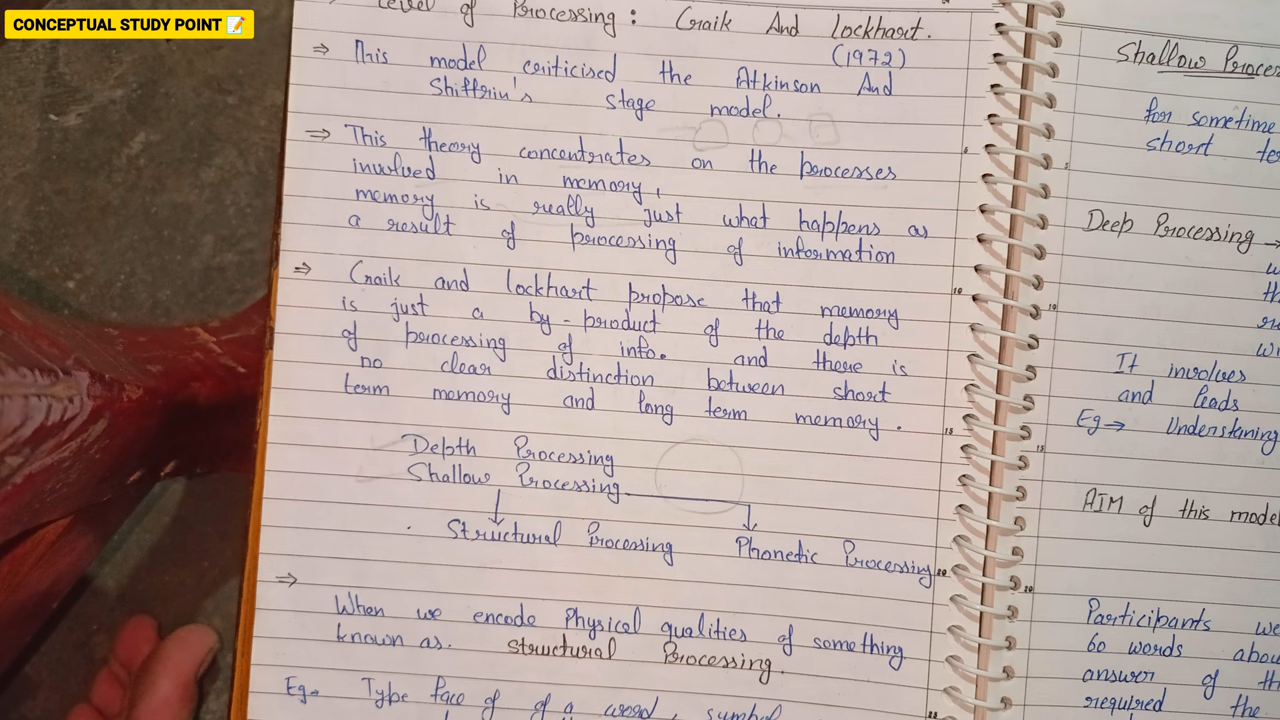 CONCEPTUAL STUDY POINT 📝
Level of Processing: Craik And Lockhart.
(1972)
⇒ This model criticised the Atkinson And
Shiffrin's stage model.
⇒ This theory concentrates on the processes
involved in memory,
memory is really just what happens as
a result of processing of information
⇒ Craik and Lockhart propose that memory
is just a by-product of the depth
of processing of info. and there is
no clear distinction between short
term memory and long term memory.
Depth Processing
Shallow Processing
Structural Processing Phonetic Processing
⇒
When we encode Physical qualities of something
known as. Structural Processing.
Eg→ Type face of of a word, symbol
Shallow Proces
for sometime
short te
Deep Processing →
It involves
and leads
Eg→ Understaning
AIM of this model
Participants we
60 words abou
answer of th
required the